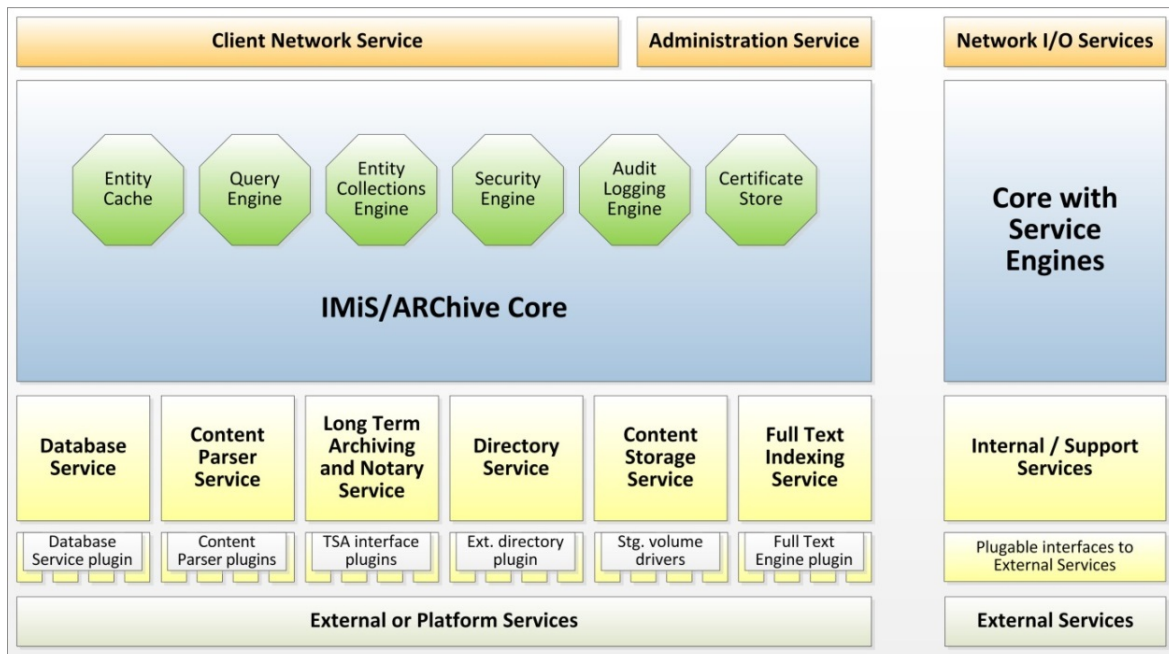 Client Network Service
Administration Service
Network I/O Services
Entity
Cache
Query
Engine
Entity
Collections
Engine
Security
Engine
Audit
Logging
Engine
Certificate
Store
IMiS/ARChive Core
Core with
Service
Engines
Database
Service
Content
Parser
Service
Long Term
Archiving
and Notary
Service
Directory
Service
Content
Storage
Service
Full Text
Indexing
Service
Internal / Support
Services
Database
Service plugin
Content
Parser plugins
TSA interface
plugins
Ext. directory
plugin
Stg. volume
drivers
Full Text
Engine plugin
Plugable interfaces to
External Services
External or Platform Services
External Services